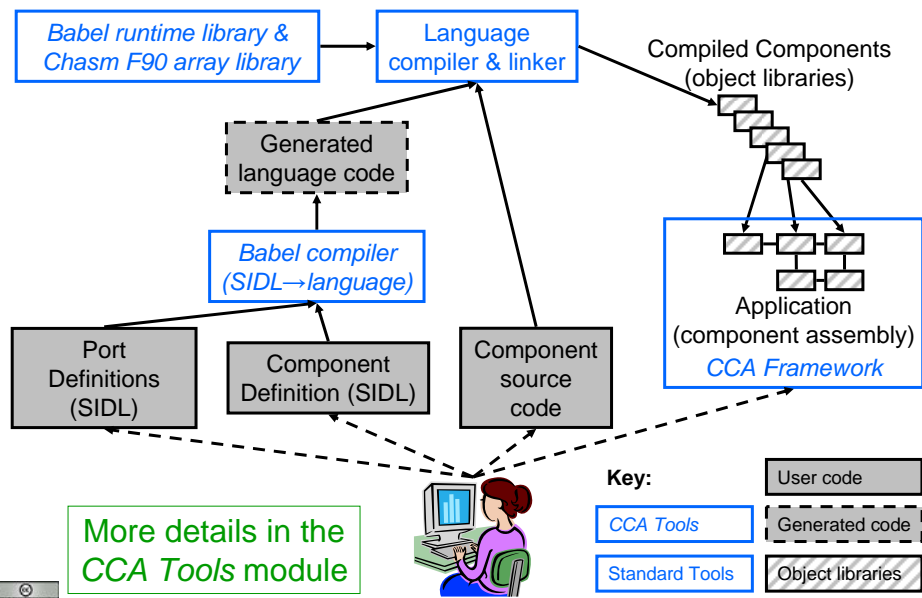 Babel runtime library &
Chasm F90 array library
Language
compiler & linker
Compiled Components
(object libraries)
Generated
language code
Babel compiler
(SIDL→language)
Port
Definitions
(SIDL)
Component
Definition (SIDL)
Component
source
code
Application
(component assembly)
CCA Framework
More details in the
CCA Tools module
Key:
User code
CCA Tools
Generated code
Standard Tools
Object libraries